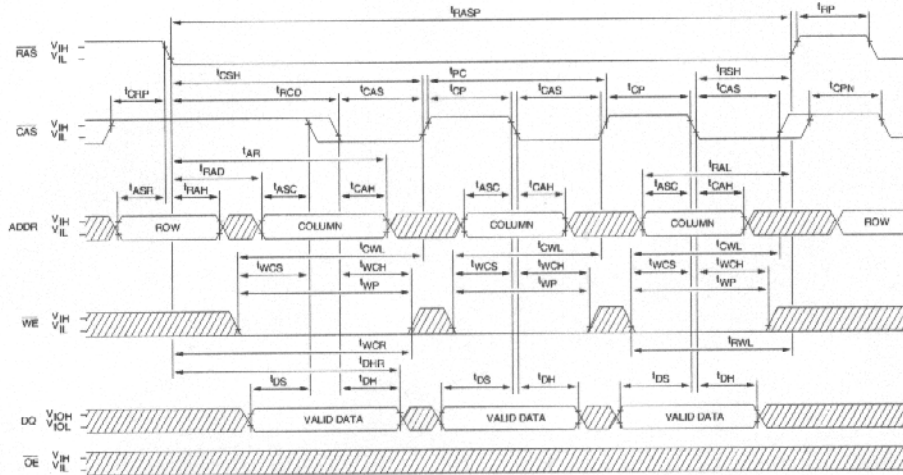 tRASP tRP
RAS VIH
VIL
tCSH tPC tRSH
tCRP tRCD tCAS tCP tCAS tCP tCAS tCPN
CAS VIH
VIL
tAR
tRAD tRAL
tASR tRAH tASC tCAH tASC tCAH tASC tCAH
ADDR VIH
VIL
ROW COLUMN COLUMN COLUMN ROW
tCWL tCWL tCWL
tWCS tWCH tWCS tWCH tWCS tWCH
tWP tWP tWP
WE VIH
VIL
tWCR tRWL
tDHR
tDS tDH tDS tDH tDS tDH
DQ VIOH
VIOL
VALID DATA VALID DATA VALID DATA
OE VIH
VIL